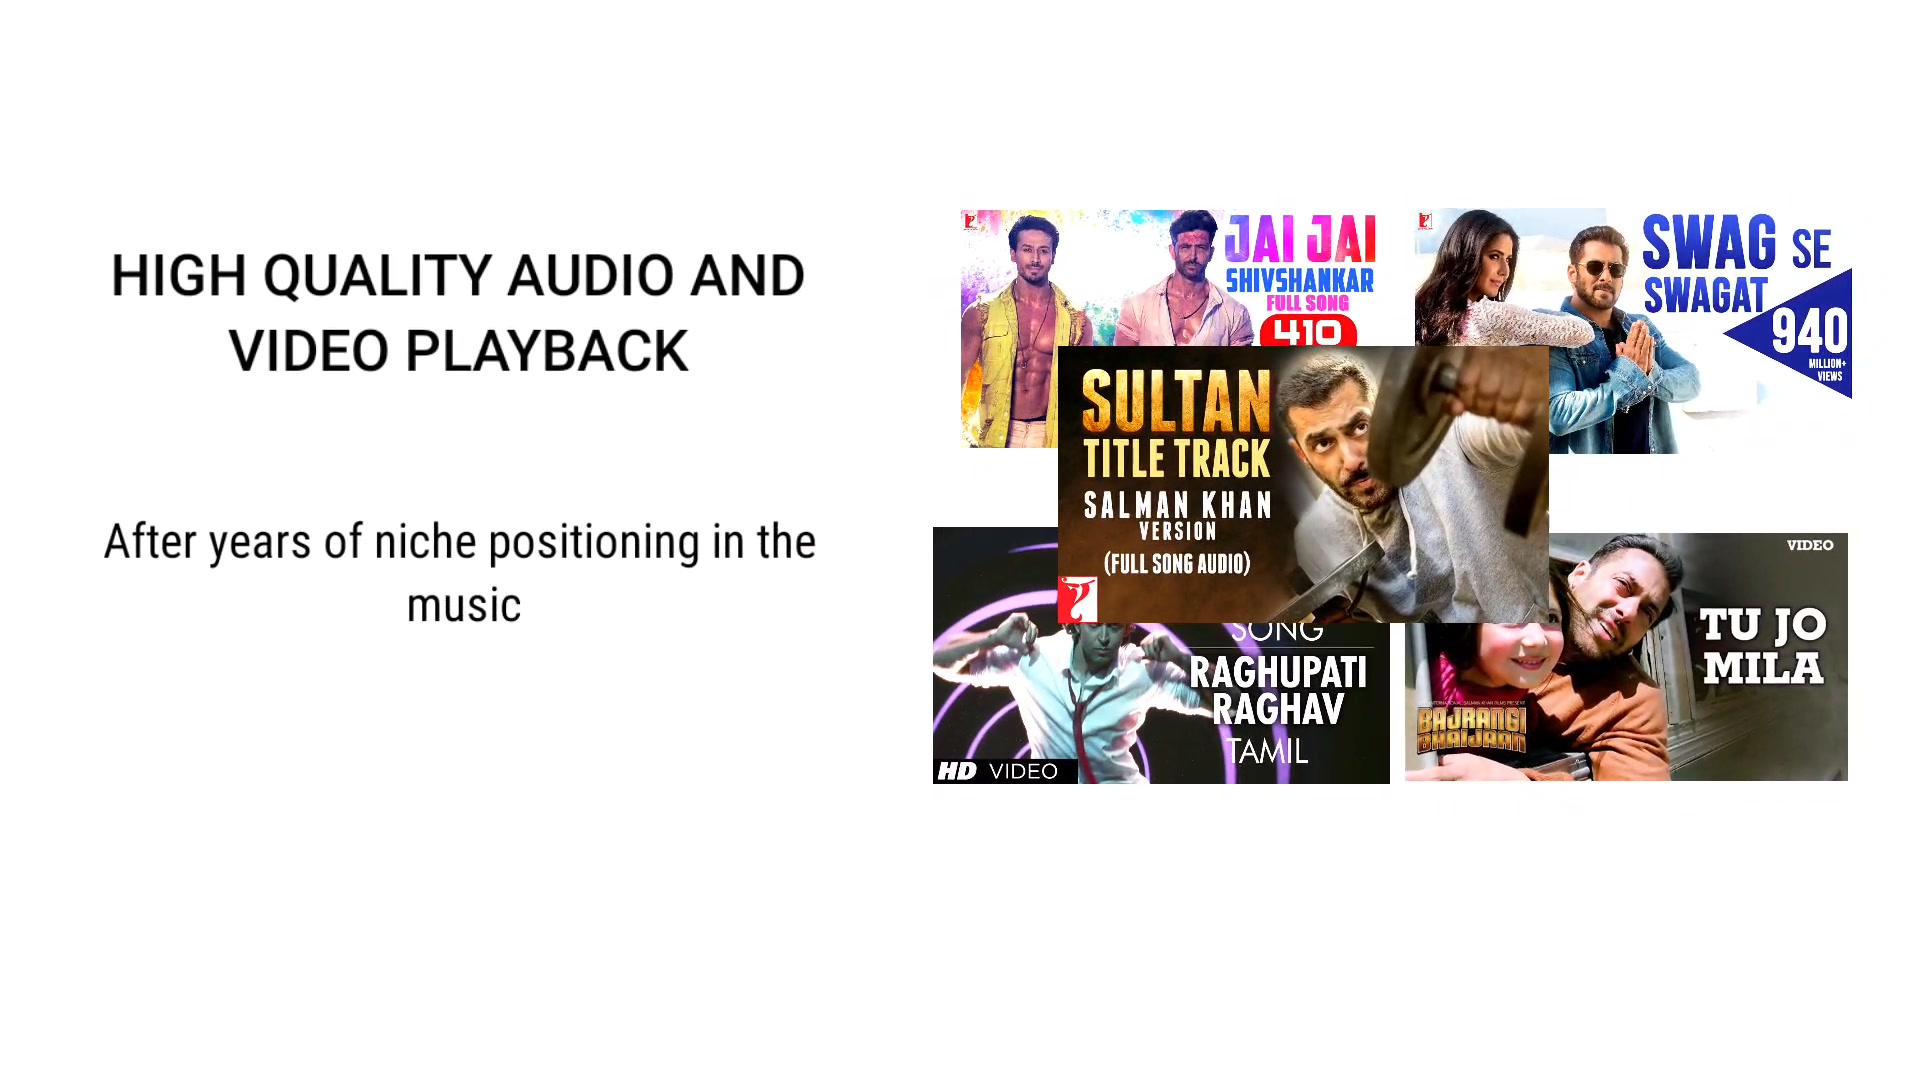 HIGH QUALITY AUDIO AND
VIDEO PLAYBACK
After years of niche positioning in the
music
JAI JAI
SHIVSHANKAR
FULL SONG
410
SWAG SE
SWAGAT
940
MILLION+
VIEWS
SULTAN
TITLE TRACK
SALMAN KHAN
VERSION
(FULL SONG AUDIO)
SONG
RAGHUPATI
RAGHAV
TAMIL
HD VIDEO
VIDEO
TU JO
MILA
BAJRANGI
BHAIJAAN